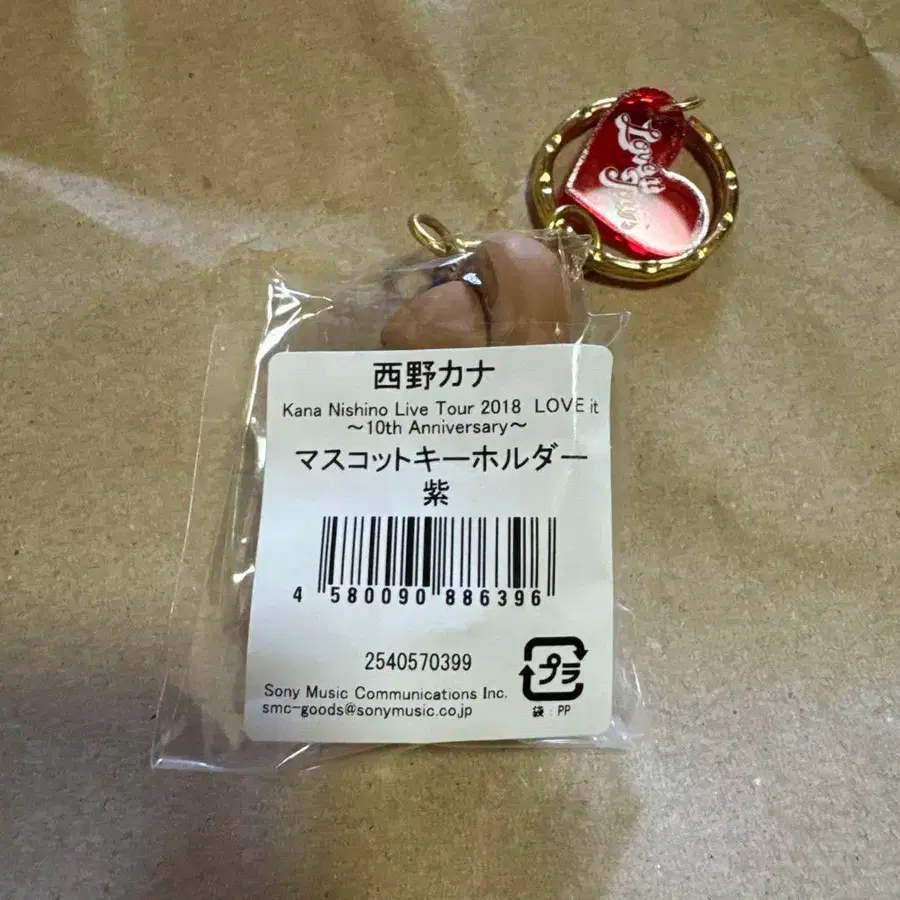 西野カナ
Kana Nishino Live Tour 2018 LOVE it
～10th Anniversary～
マスコットキーホルダー
紫
4 580090 886396
2540570399
プラ
Sony Music Communications Inc.
smc-goods@sonymusic.co.jp
袋：PP